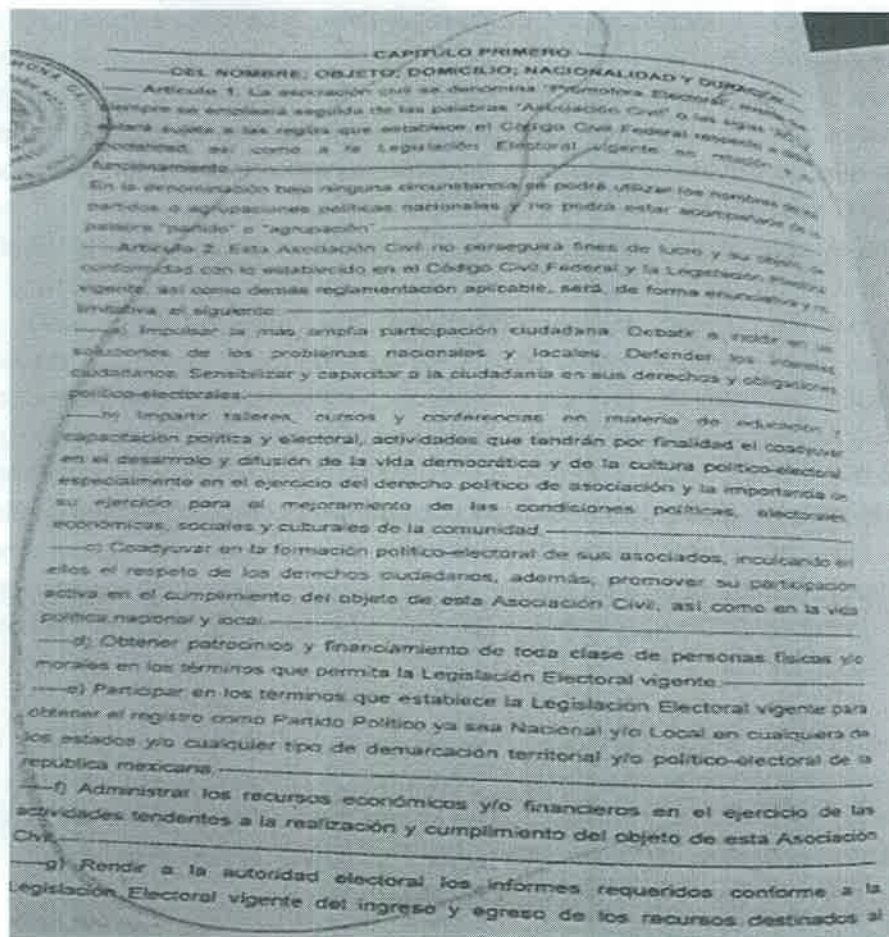 CAPITULO PRIMERO
DEL NOMBRE; OBJETO; DOMICILIO; NACIONALIDAD Y DURACIÓN
Artículo 1. La asociación civil se denomina "Promotora Electoral",
siempre se empleará seguida de las palabras "Asociación Civil" o las siglas
estará sujeta a las reglas que establece el Código Civil Federal respecto a
modalidad, así como a la Legislación Electoral vigente en relación a su
funcionamiento.
En la denominación bajo ninguna circunstancia se podrá utilizar los nombres de los
partidos o agrupaciones políticas nacionales y no podrá estar acompañada de la
palabra "partido" o "agrupación".
Artículo 2. Esta Asociación Civil no perseguirá fines de lucro y su objeto, de
conformidad con lo establecido en el Código Civil Federal y la Legislación Electoral
vigente, así como demás reglamentación aplicable, será, de forma enunciativa y no
limitativa, el siguiente:
a) Impulsar la más amplia participación ciudadana. Debatir e incidir en las
soluciones de los problemas nacionales y locales. Defender los intereses
ciudadanos. Sensibilizar y capacitar a la ciudadanía en sus derechos y obligaciones
político-electorales.
b) Impartir talleres, cursos y conferencias en materia de educación y
capacitación política y electoral, actividades que tendrán por finalidad el coadyuvar
en el desarrollo y difusión de la vida democrática y de la cultura político-electoral,
especialmente en el ejercicio del derecho político de asociación y la importancia de
su ejercicio para el mejoramiento de las condiciones políticas, electorales,
económicas, sociales y culturales de la comunidad.
c) Coadyuvar en la formación político-electoral de sus asociados, inculcando en
ellos el respeto de los derechos ciudadanos, además, promover su participación
activa en el cumplimiento del objeto de esta Asociación Civil, así como en la vida
política nacional y local.
d) Obtener patrocinios y financiamiento de toda clase de personas físicas y/o
morales en los términos que permita la Legislación Electoral vigente.
e) Participar en los términos que establece la Legislación Electoral vigente para
obtener el registro como Partido Político ya sea Nacional y/o Local en cualquiera de
los estados y/o cualquier tipo de demarcación territorial y/o político-electoral de la
república mexicana.
f) Administrar los recursos económicos y/o financieros en el ejercicio de las
actividades tendentes a la realización y cumplimiento del objeto de esta Asociación
Civil.
g) Rendir a la autoridad electoral los informes requeridos conforme a la
Legislación Electoral vigente del ingreso y egreso de los recursos destinados al